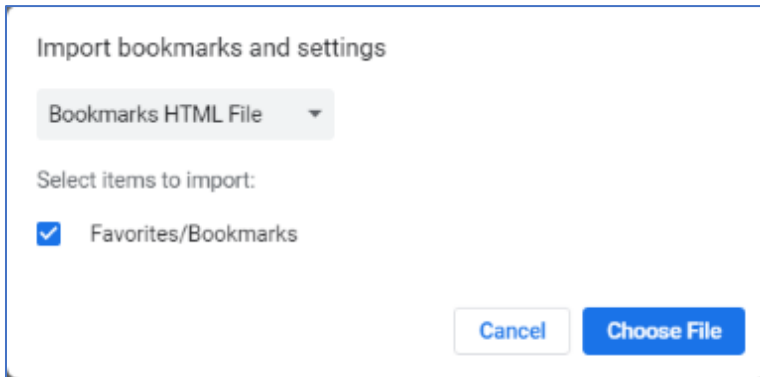 Import bookmarks and settings
Bookmarks HTML File
Select items to import:
Favorites/Bookmarks
Cancel Choose File